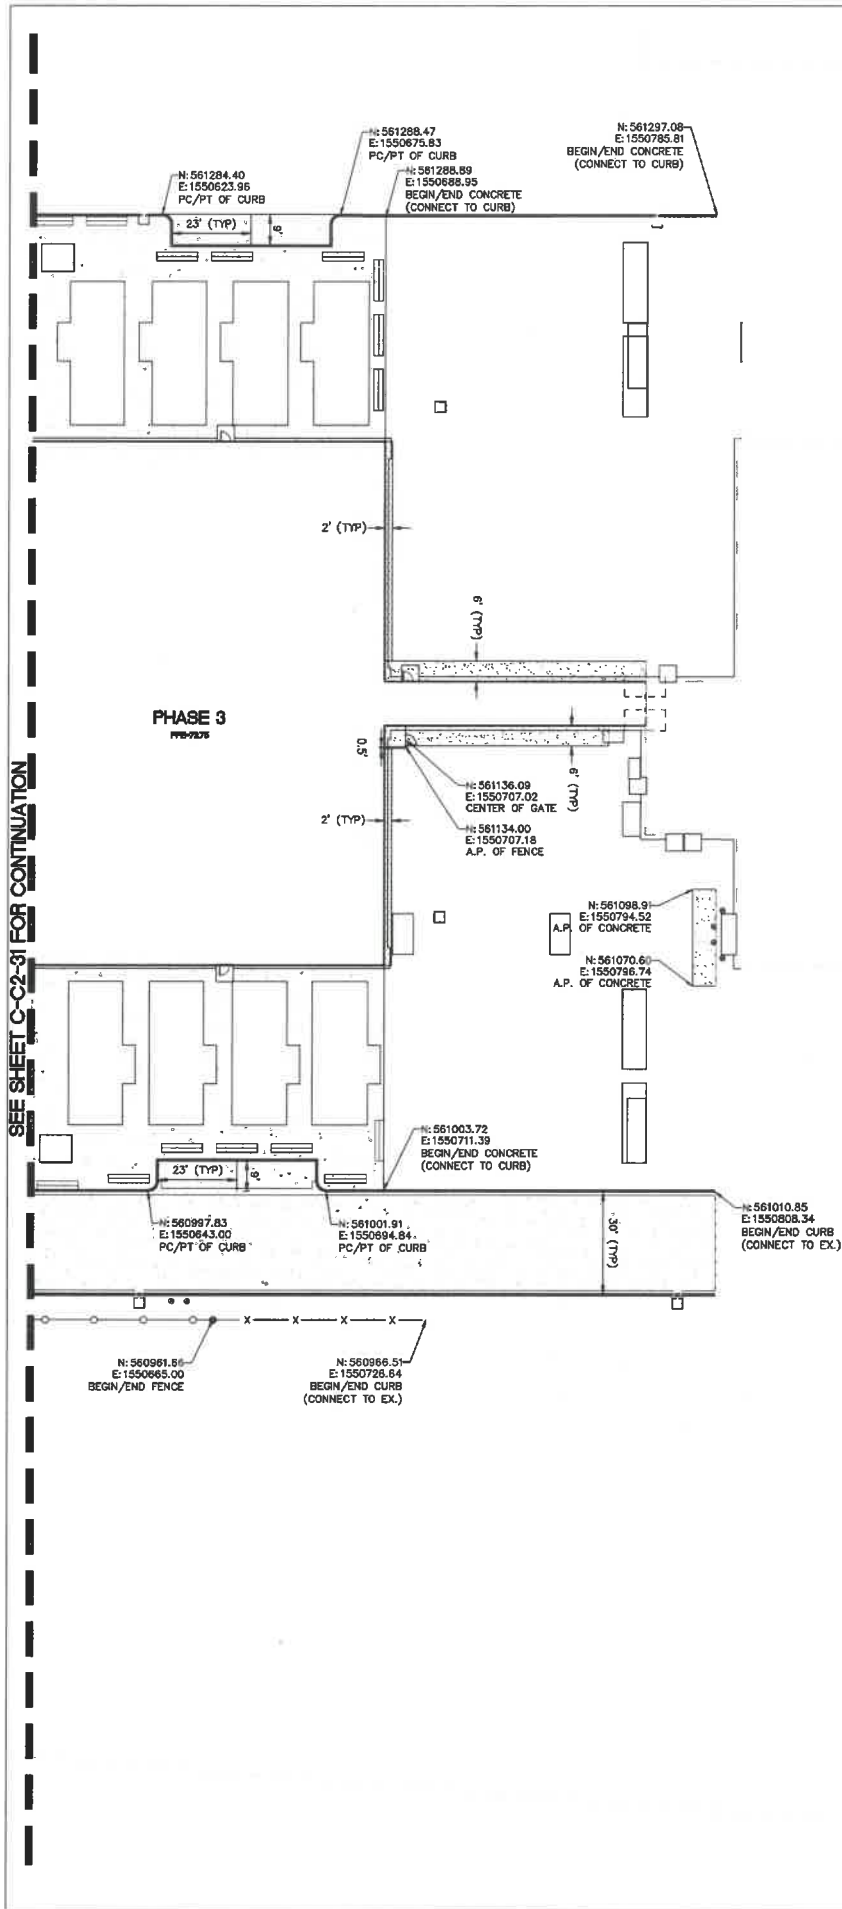 N: 561288.47
E: 1550675.83
PC/PT OF CURB
N: 561297.08
E: 1550785.81
BEGIN/END CONCRETE
(CONNECT TO CURB)
N: 561284.40
E: 1550623.96
PC/PT OF CURB
N: 561288.89
E: 1550688.95
BEGIN/END CONCRETE
(CONNECT TO CURB)
23' (TYP)
9'
2' (TYP)
6' (TYP)
PHASE 3
0.5'
N: 561136.09
E: 1550707.02
CENTER OF GATE
6' (TYP)
2' (TYP)
N: 561134.00
E: 1550707.18
A.P. OF FENCE
SEE SHEET C-C2-31 FOR CONTINUATION
N: 561098.91
E: 1550794.52
A.P. OF CONCRETE
N: 561070.60
E: 1550796.74
A.P. OF CONCRETE
N: 561003.72
E: 1550711.39
BEGIN/END CONCRETE
(CONNECT TO CURB)
23' (TYP)
9'
N: 560997.83
E: 1550643.00
PC/PT OF CURB
N: 561001.91
E: 1550694.84
PC/PT OF CURB
30' (TYP)
N: 561010.85
E: 1550808.34
BEGIN/END CURB
(CONNECT TO EX.)
X X X X
N: 560961.66
E: 1550665.00
BEGIN/END FENCE
N: 560966.51
E: 1550726.64
BEGIN/END CURB
(CONNECT TO EX.)